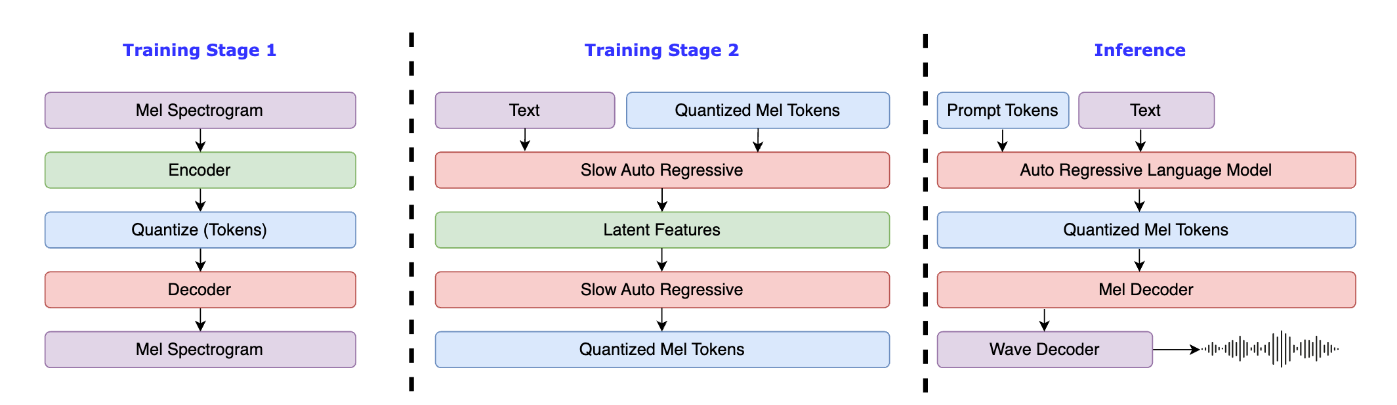 Training Stage 1
Mel Spectrogram
Encoder
Quantize (Tokens)
Decoder
Mel Spectrogram
Training Stage 2
Text
Quantized Mel Tokens
Slow Auto Regressive
Latent Features
Slow Auto Regressive
Quantized Mel Tokens
Inference
Prompt Tokens
Text
Auto Regressive Language Model
Quantized Mel Tokens
Mel Decoder
Wave Decoder